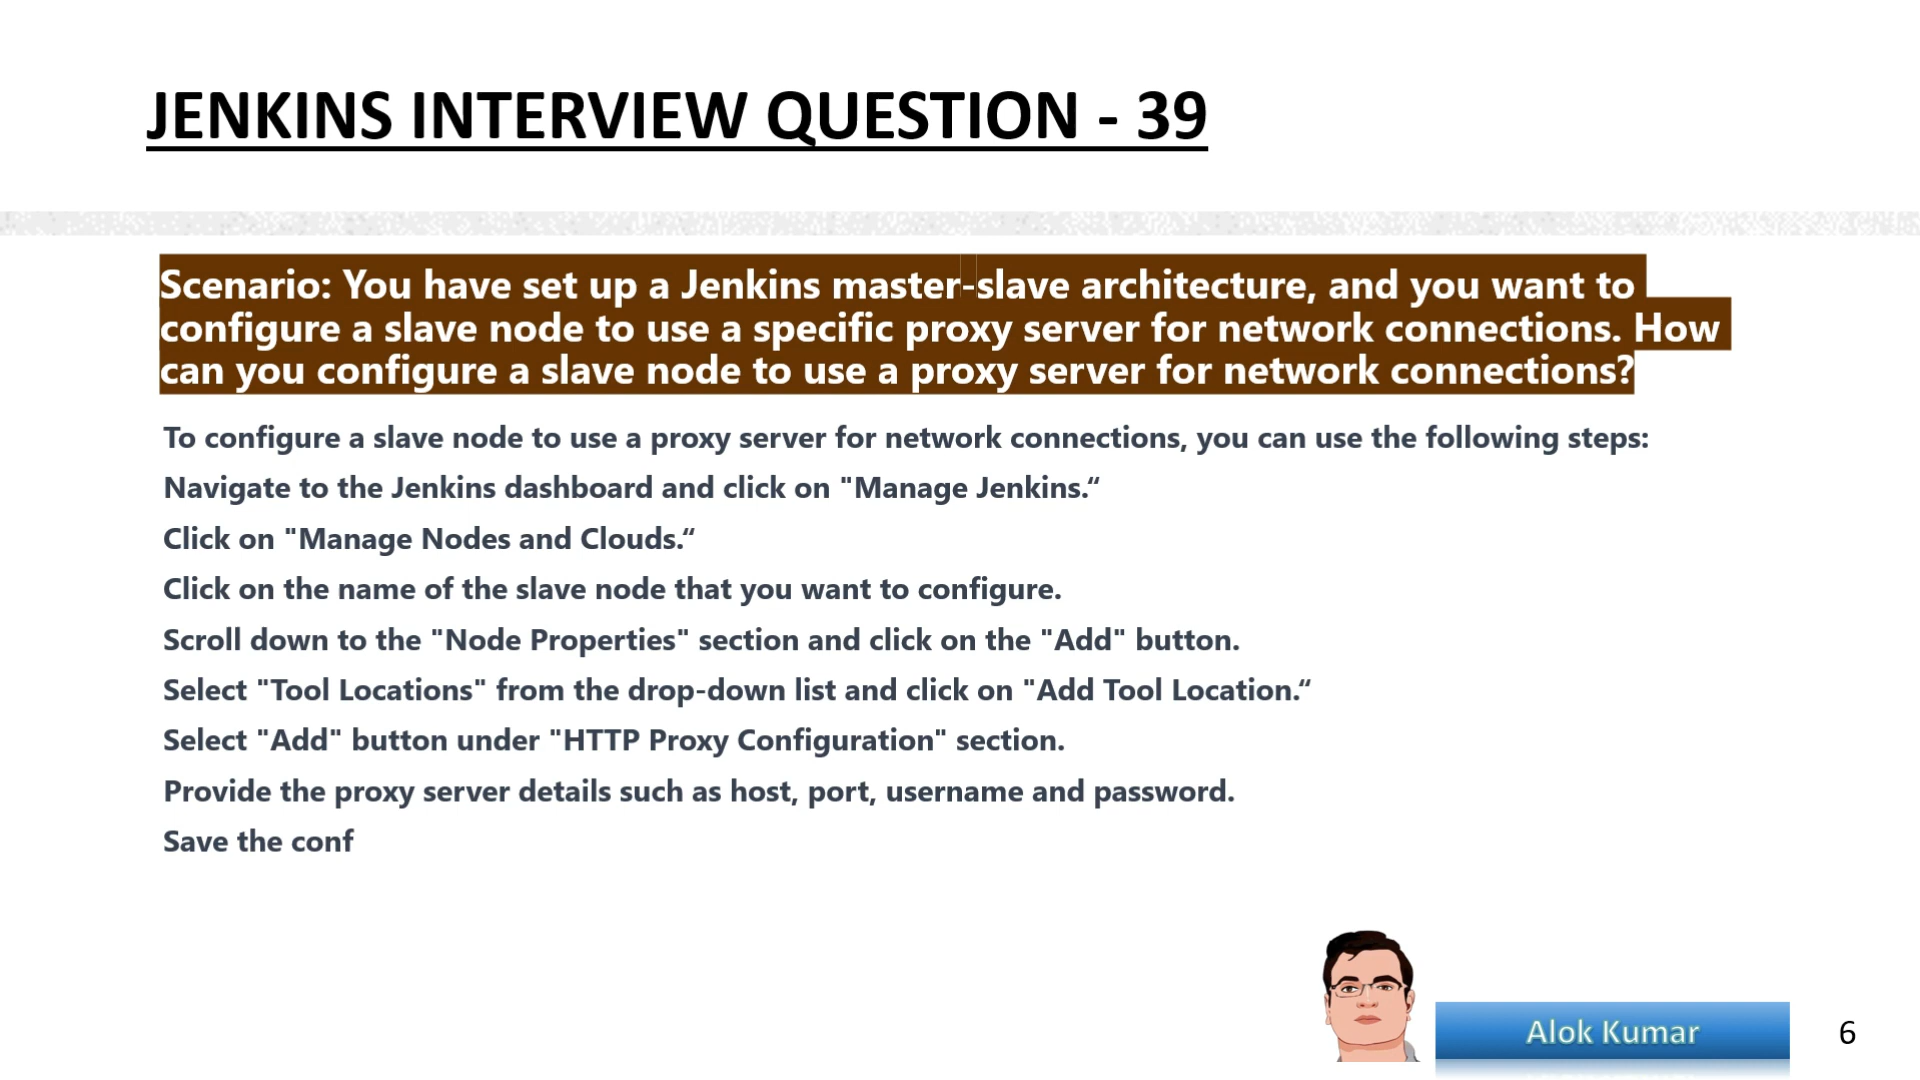 JENKINS INTERVIEW QUESTION - 39
Scenario: You have set up a Jenkins master-slave architecture, and you want to
configure a slave node to use a specific proxy server for network connections. How
can you configure a slave node to use a proxy server for network connections?
To configure a slave node to use a proxy server for network connections, you can use the following steps:
Navigate to the Jenkins dashboard and click on "Manage Jenkins.“
Click on "Manage Nodes and Clouds.“
Click on the name of the slave node that you want to configure.
Scroll down to the "Node Properties" section and click on the "Add" button.
Select "Tool Locations" from the drop-down list and click on "Add Tool Location.“
Select "Add" button under "HTTP Proxy Configuration" section.
Provide the proxy server details such as host, port, username and password.
Save the conf
Alok Kumar
6